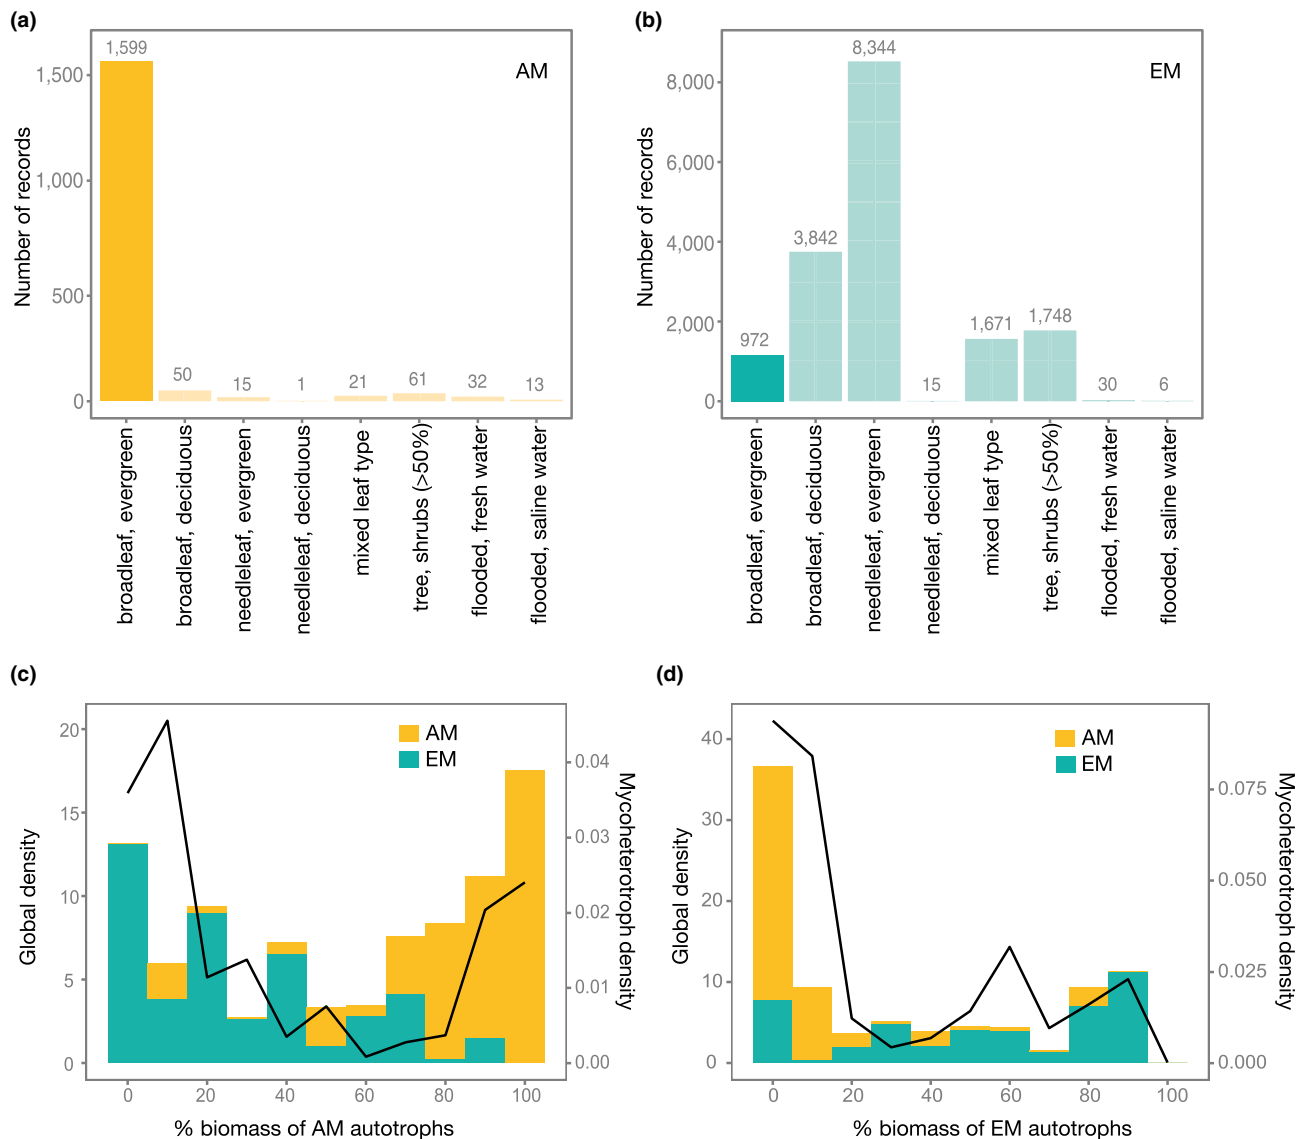 (a)
AM
Number of records
1,500
1,000
500
0
1,599
50
15
1
21
61
32
13
broadleaf, evergreen
broadleaf, deciduous
needleleaf, evergreen
needleleaf, deciduous
mixed leaf type
tree, shrubs (>50%)
flooded, fresh water
flooded, saline water
(b)
EM
Number of records
8,000
6,000
4,000
2,000
0
972
3,842
8,344
15
1,671
1,748
30
6
broadleaf, evergreen
broadleaf, deciduous
needleleaf, evergreen
needleleaf, deciduous
mixed leaf type
tree, shrubs (>50%)
flooded, fresh water
flooded, saline water
(c)
AM
EM
Global density
20
15
10
5
0
Mycoheterotroph density
0.04
0.03
0.02
0.01
0.00
0 20 40 60 80 100
% biomass of AM autotrophs
(d)
AM
EM
Global density
40
30
20
10
0
Mycoheterotroph density
0.075
0.050
0.025
0.000
0 20 40 60 80 100
% biomass of EM autotrophs